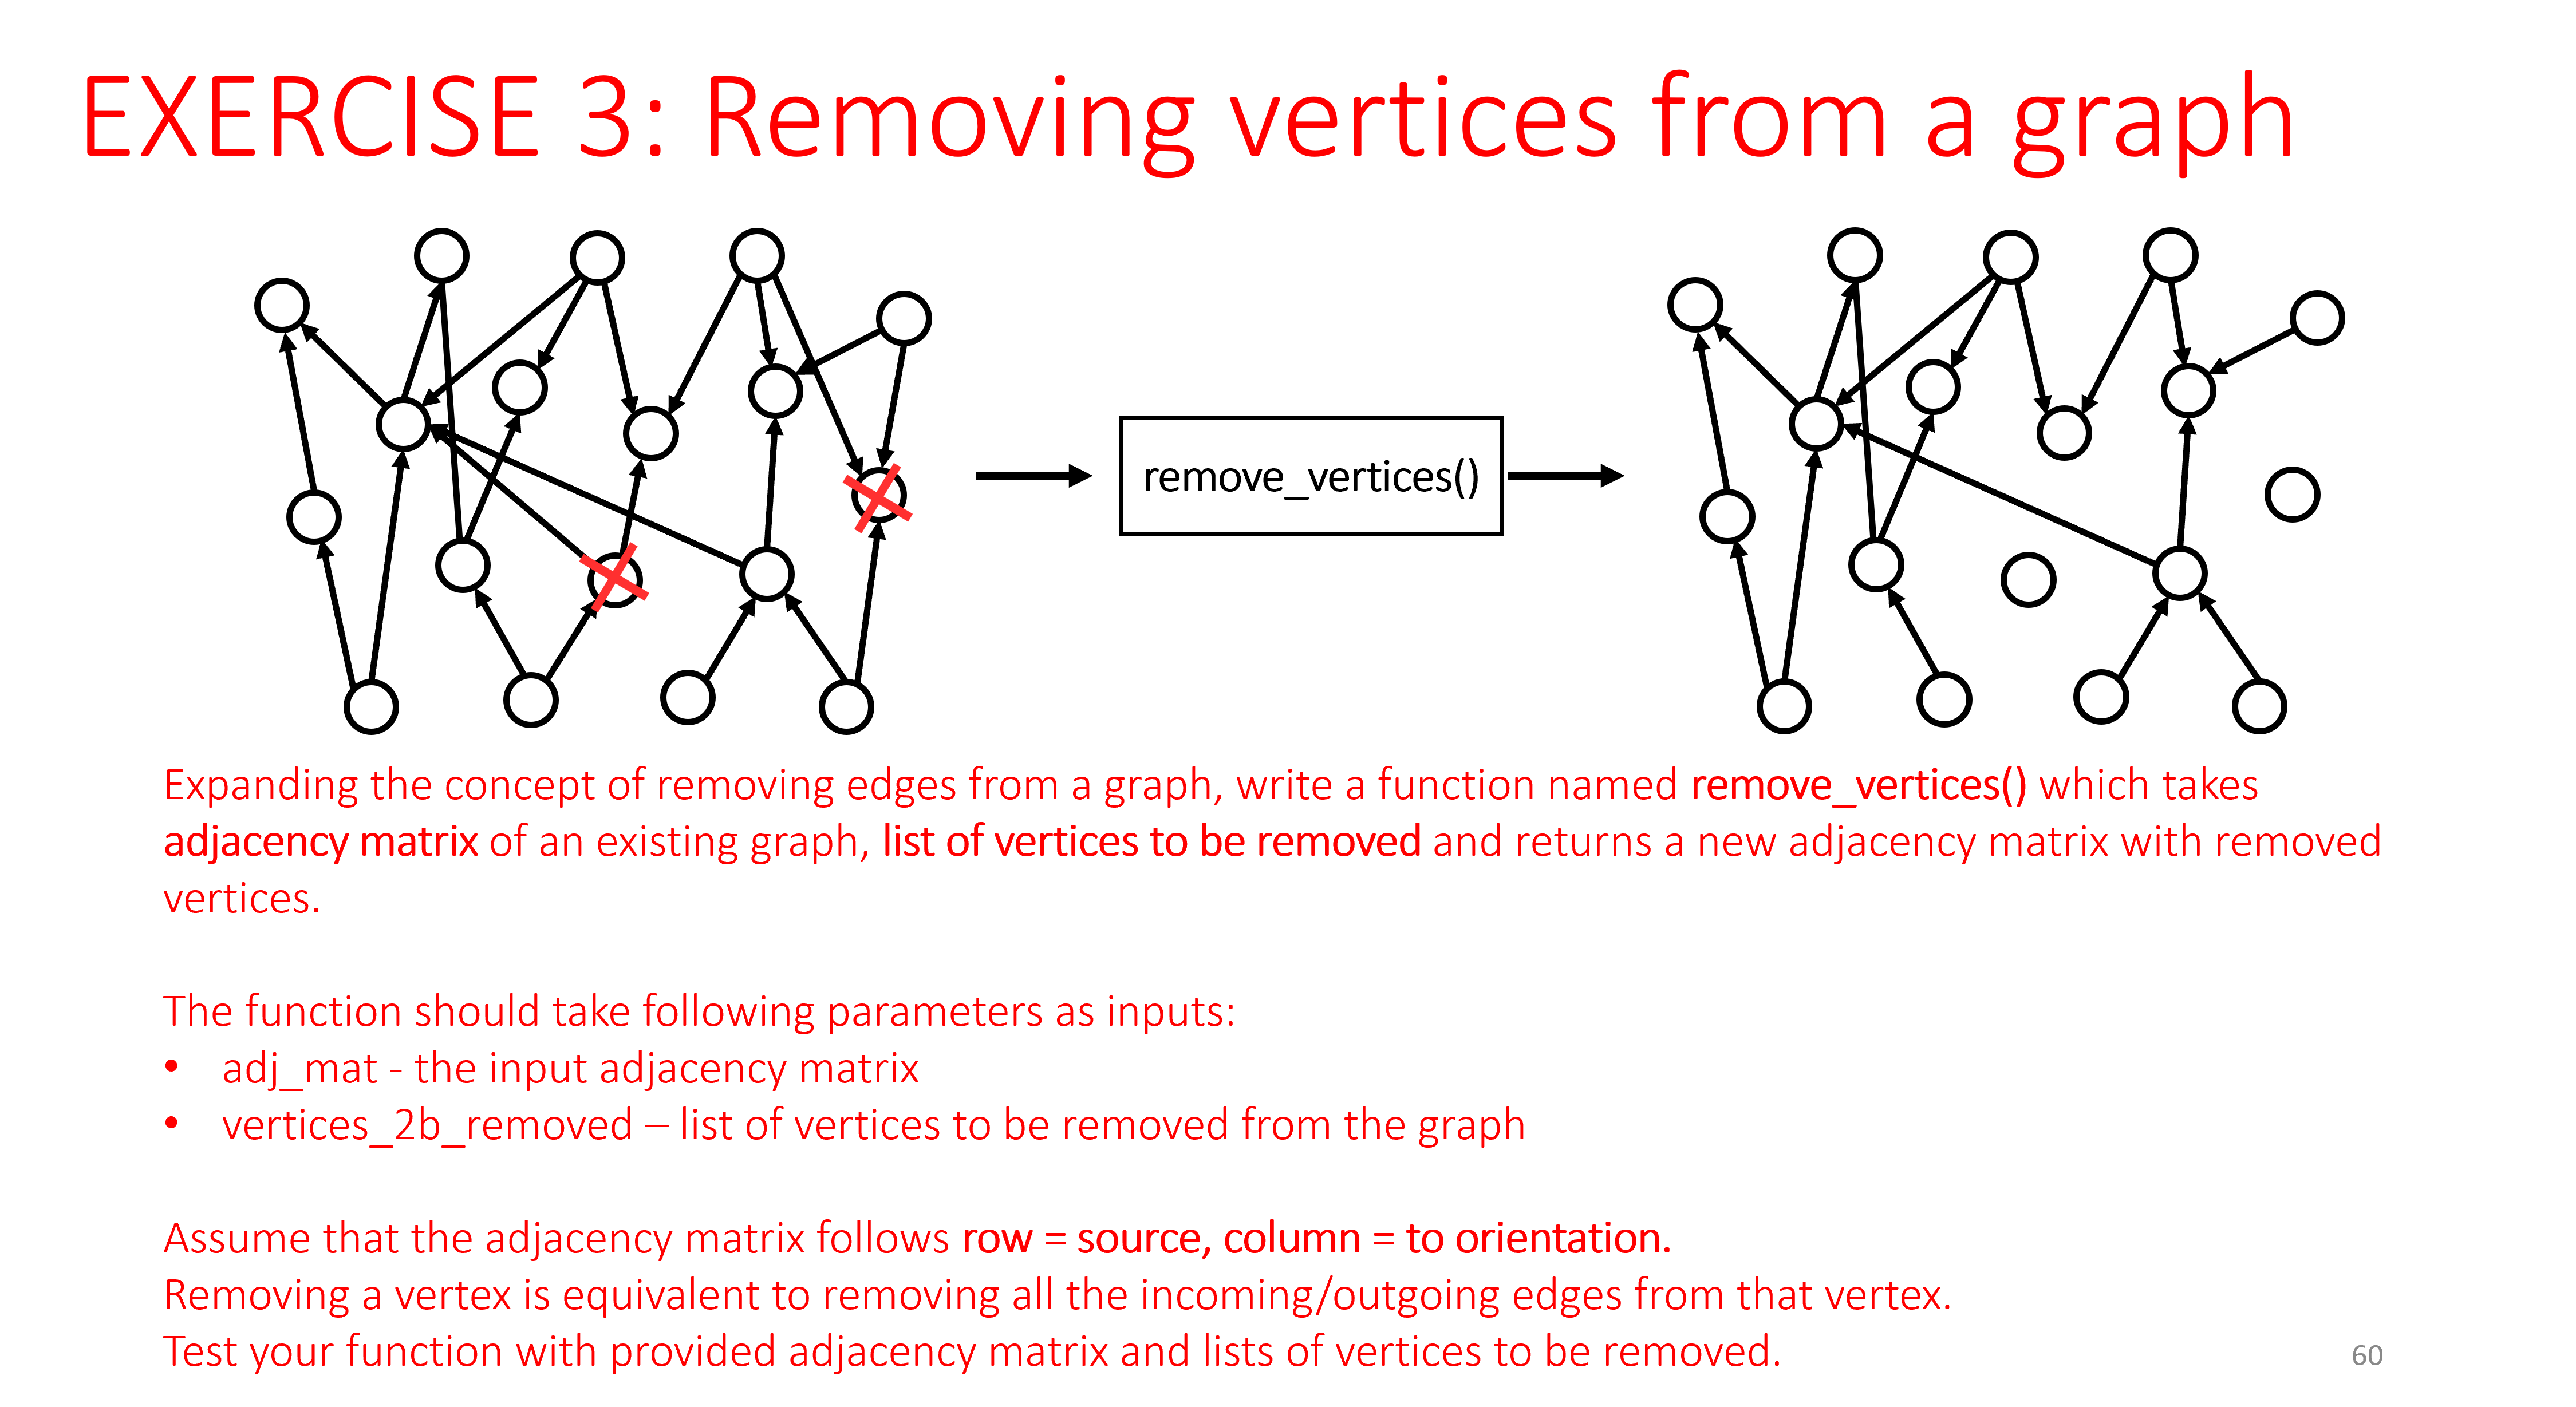 EXERCISE 3: Removing vertices from a graph
remove_vertices()
Expanding the concept of removing edges from a graph, write a function named remove_vertices() which takes
adjacency matrix of an existing graph, list of vertices to be removed and returns a new adjacency matrix with removed
vertices.
The function should take following parameters as inputs:
• adj_mat - the input adjacency matrix
• vertices_2b_removed – list of vertices to be removed from the graph
Assume that the adjacency matrix follows row = source, column = to orientation.
Removing a vertex is equivalent to removing all the incoming/outgoing edges from that vertex.
Test your function with provided adjacency matrix and lists of vertices to be removed.
60